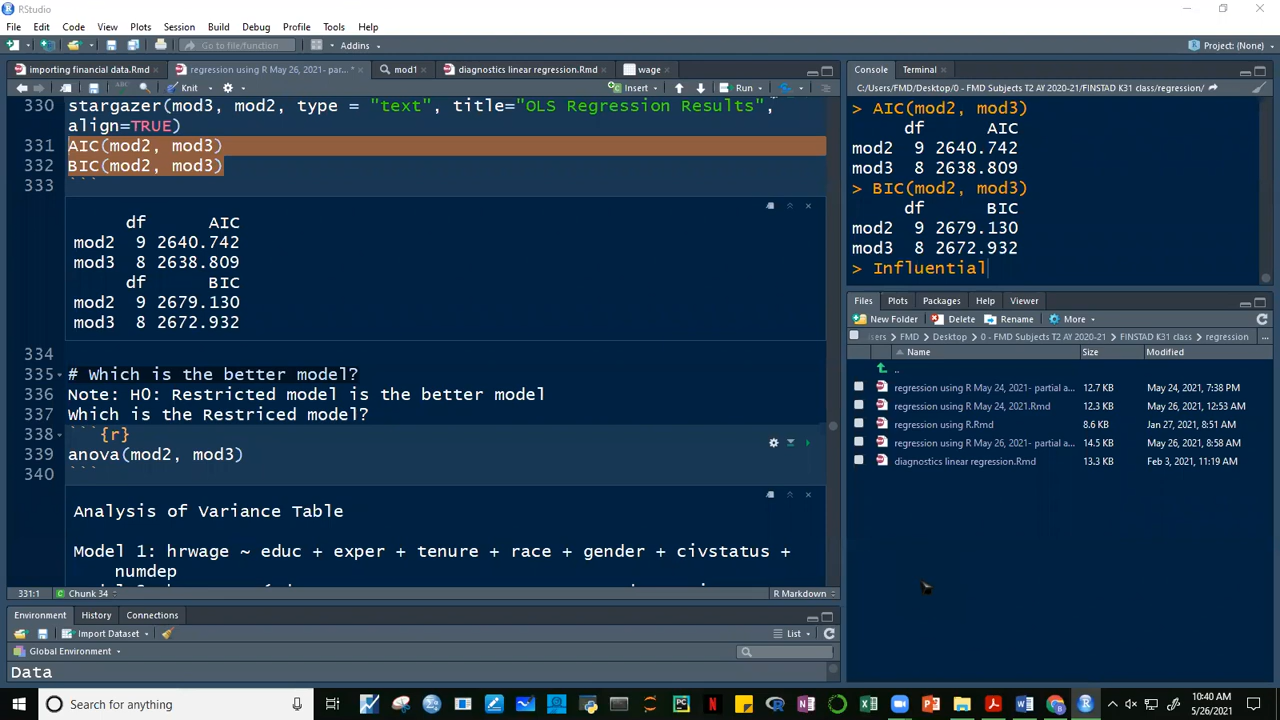 RStudio
File Edit Code View Plots Session Build Debug Profile Tools Help
Go to file/function Addins Project: (None)
importing financial data.Rmd regression using R May 26, 2021- part... * mod1 diagnostics linear regression.Rmd wage
Knit Insert Run
330 stargazer(mod3, mod2, type = "text", title="OLS Regression Results",
align=TRUE)
331 AIC(mod2, mod3)
332 BIC(mod2, mod3)
333 ```
df AIC
mod2 9 2640.742
mod3 8 2638.809
df BIC
mod2 9 2679.130
mod3 8 2672.932
334
335 # Which is the better model?
336 Note: H0: Restricted model is the better model
337 Which is the Restriced model?
338 ```{r}
339 anova(mod2, mod3)
340 ```
Analysis of Variance Table
Model 1: hrwage ~ educ + exper + tenure + race + gender + civstatus +
numdep
331:1 Chunk 34 R Markdown
Environment History Connections
Import Dataset List
Global Environment
Data
Console Terminal
C:/Users/FMD/Desktop/0 - FMD Subjects T2 AY 2020-21/FINSTAD K31 class/regression/
> AIC(mod2, mod3)
df AIC
mod2 9 2640.742
mod3 8 2638.809
> BIC(mod2, mod3)
df BIC
mod2 9 2679.130
mod3 8 2672.932
> Influential
Files Plots Packages Help Viewer
New Folder Delete Rename More
sers FMD Desktop 0 - FMD Subjects T2 AY 2020-21 FINSTAD K31 class regression ...
Name Size Modified
..
regression using R May 24, 2021- partial a... 12.7 KB May 24, 2021, 7:38 PM
regression using R May 24, 2021.Rmd 12.3 KB May 26, 2021, 12:53 AM
regression using R.Rmd 8.6 KB Jan 27, 2021, 8:51 AM
regression using R May 26, 2021- partial a... 14.5 KB May 26, 2021, 8:58 AM
diagnostics linear regression.Rmd 13.3 KB Feb 3, 2021, 11:19 AM
Search for anything
10:40 AM
5/26/2021